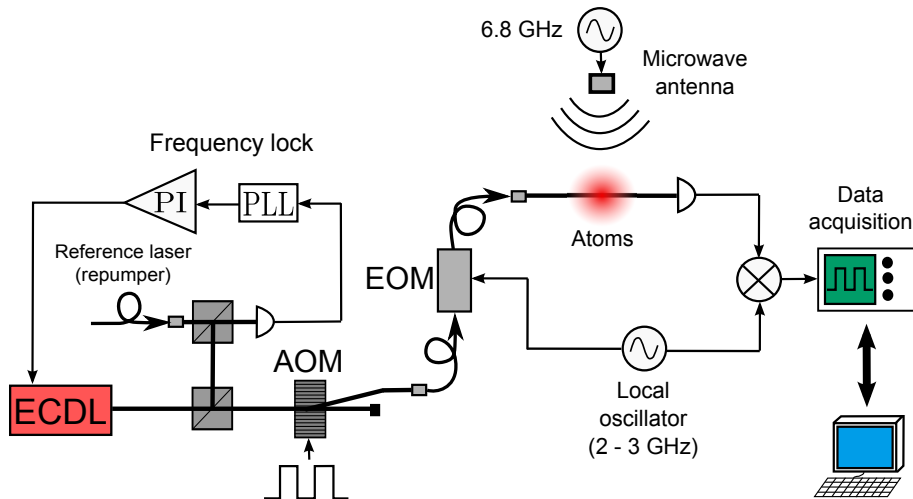 6.8 GHz
Microwave
antenna
Frequency lock
PI
PLL
Data
acquisition
Reference laser
(repumper)
Atoms
EOM
AOM
ECDL
Local
oscillator
(2 - 3 GHz)